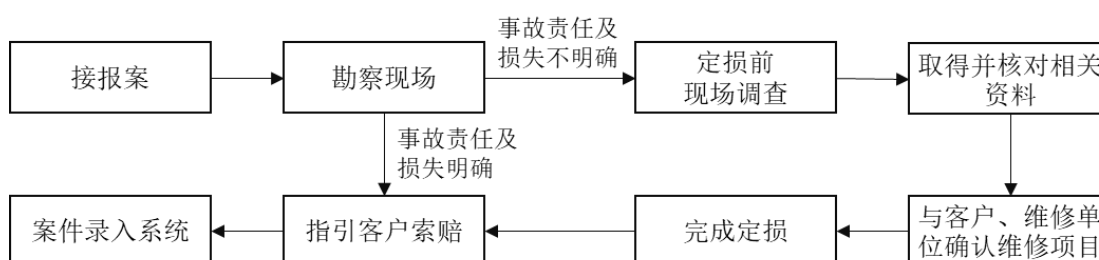 接报案
勘察现场
事故责任及
损失不明确
定损前
现场调查
取得并核对相关
资料
事故责任及
损失明确
案件录入系统
指引客户索赔
完成定损
与客户、维修单
位确认维修项目